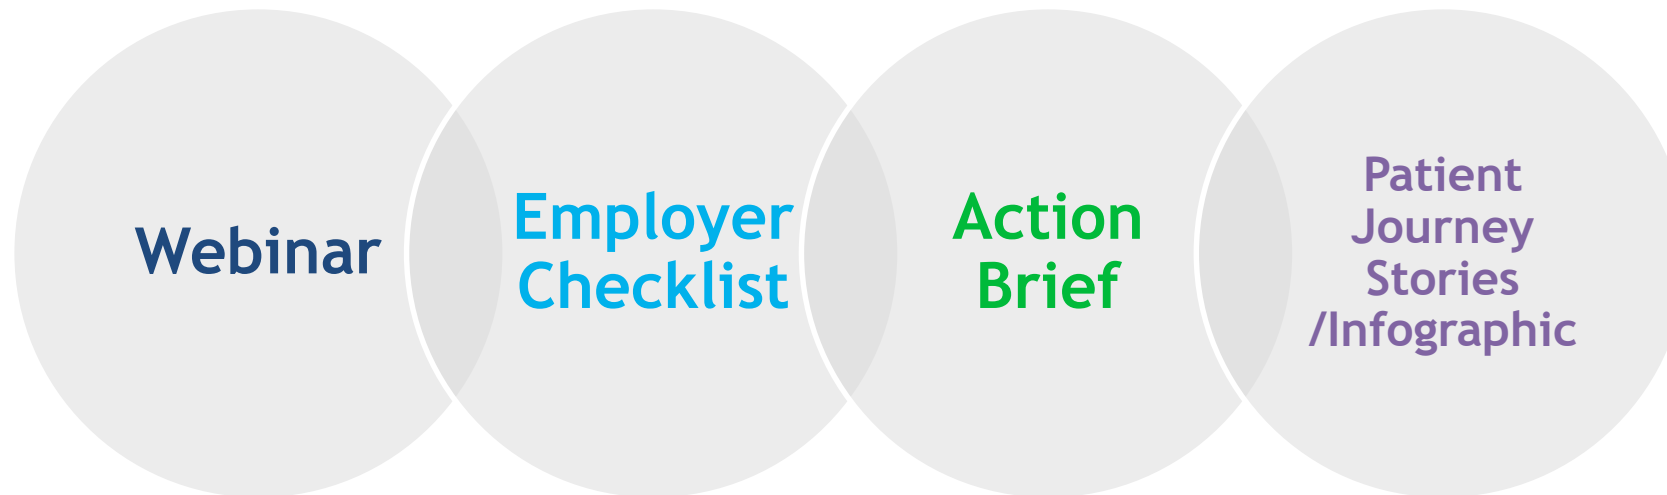 Webinar
Employer
Checklist
Action
Brief
Patient
Journey
Stories
/Infographic